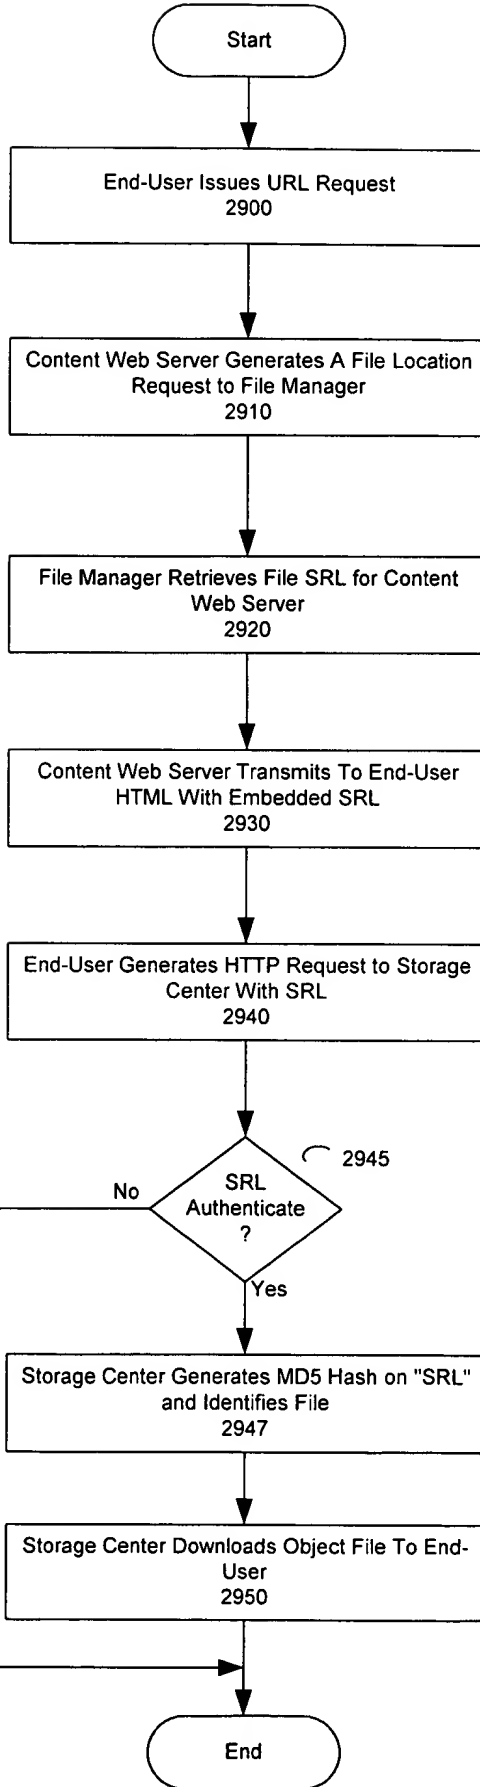 Start
End-User Issues URL Request
2900
Content Web Server Generates A File Location
Request to File Manager
2910
File Manager Retrieves File SRL for Content
Web Server
2920
Content Web Server Transmits To End-User
HTML With Embedded SRL
2930
End-User Generates HTTP Request to Storage
Center With SRL
2940
2945
No
SRL
Authenticate
?
Yes
Storage Center Generates MD5 Hash on "SRL"
and Identifies File
2947
Storage Center Downloads Object File To End-
User
2950
End